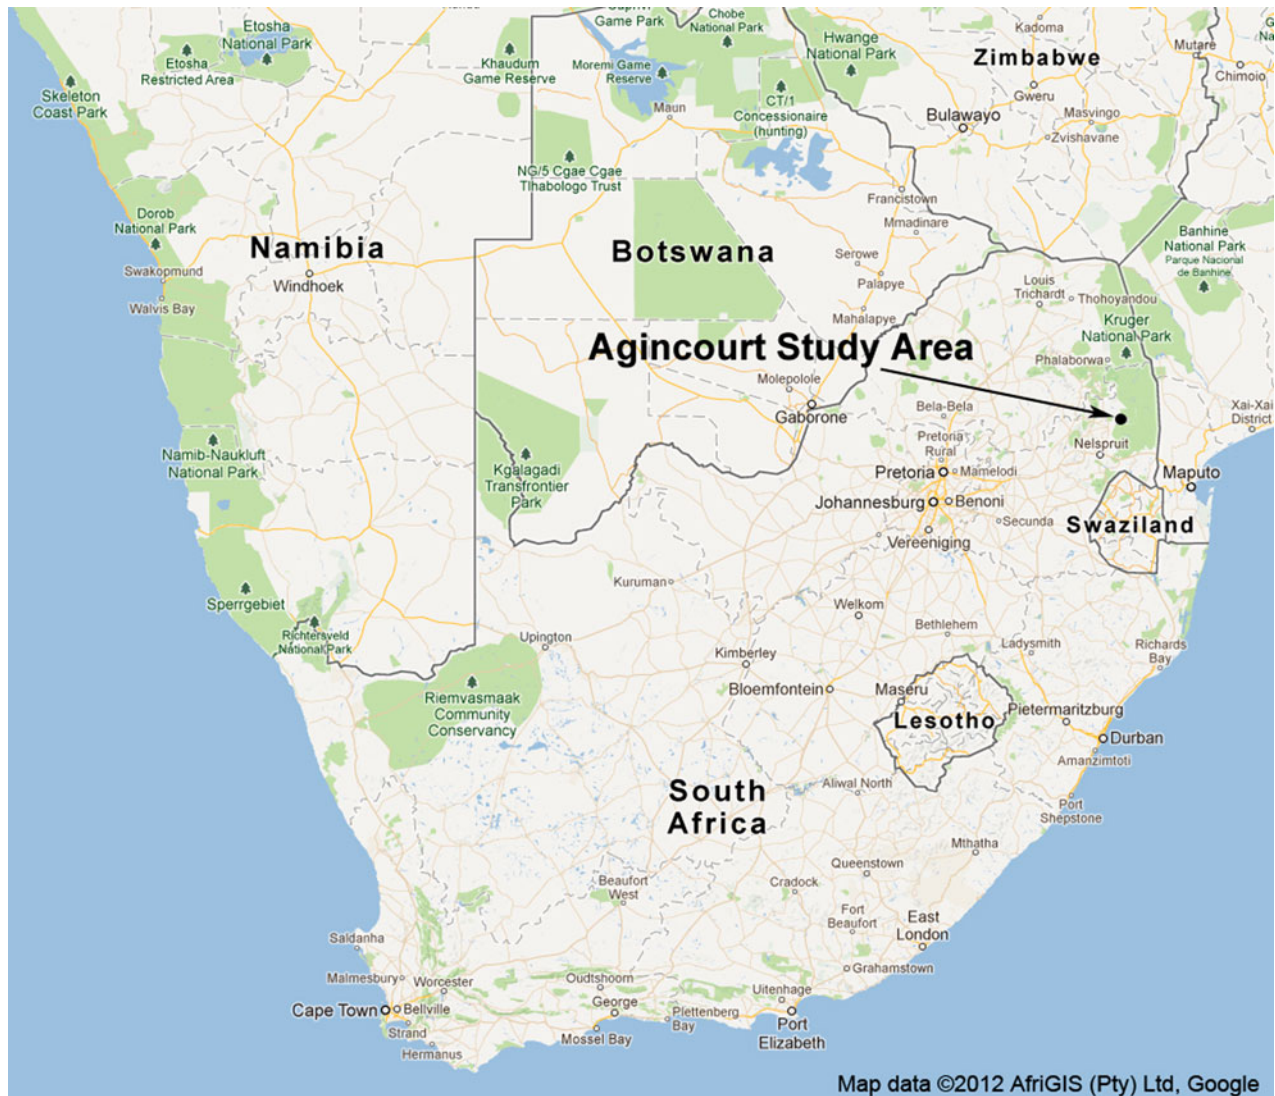 Game Park
Chobe
National Park
Kadoma
Etosha
National Park
Etosha
Restricted Area
Khaudum
Game Reserve
Moremi Game
Reserve
Hwange
National Park
Zimbabwe
Mutare
Chimoio
Skeleton
Coast Park
Maun
CT/1
Concessionaire
(hunting)
Gweru
Bulawayo
Masvingo
Zvishavane
NG/5 Cgae Cgae
Tlhabologo Trust
Francistown
Mmadinare
Dorob
National Park
Namibia
Botswana
Banhine
National Park
Parque Nacional
de Banhine
Swakopmund
Windhoek
Walvis Bay
Serowe
Palapye
Mahalapye
Louis
Trichardt
Thohoyandou
Kruger
National Park
Agincourt Study Area
Phalaborwa
Molepolole
Gaborone
Bela-Bela
Xai-Xai
District
Pretoria
Rural
Nelspruit
Namib-Naukluft
National Park
Kgalagadi
Transfrontier
Park
Pretoria
Mamelodi
Maputo
Johannesburg
Benoni
Secunda
Swaziland
Vereeniging
Kuruman
Sperrgebiet
Welkom
Bethlehem
Ladysmith
Richards
Bay
Richtersveld
National Park
Upington
Kimberley
Riemvasmaak
Community
Conservancy
Bloemfontein
Maseru
Lesotho
Pietermaritzburg
Durban
Amanzimtoti
South
Africa
Aliwal North
Port
Shepstone
Mthatha
Queenstown
Beaufort
West
Cradock
Fort
Beaufort
East
London
Saldanha
Malmesbury
Worcester
Oudtshoorn
Grahamstown
Uitenhage
Cape Town
Bellville
George
Plettenberg
Bay
Port
Elizabeth
Strand
Hermanus
Mossel Bay
Map data ©2012 AfriGIS (Pty) Ltd, Google